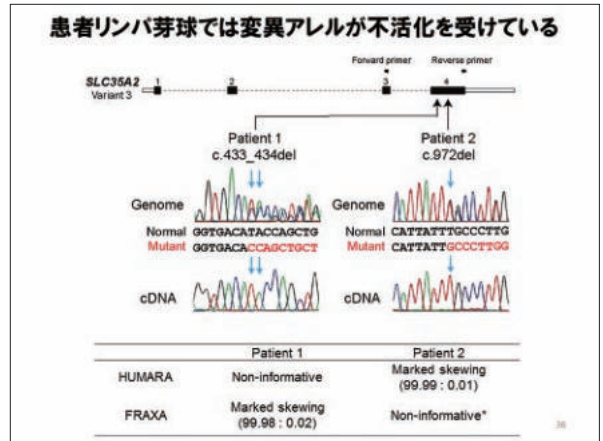 患者リンパ芽球では変異アレルが不活化を受けている
Forward primer Reverse primer
SLC35A2 1 2 3 4
Variant 3
Patient 1 Patient 2
c.433_434del c.972del
Genome Genome
Normal GGTGACATACCAGCTG Normal CATTATTTGCCCTTG
Mutant GGTGACACCAGCTGCT Mutant CATTATTGCCCTTGG
cDNA cDNA
Patient 1 Patient 2
HUMARA Non-informative Marked skewing
(99.99 : 0.01)
FRAXA Marked skewing Non-informative*
(99.98 : 0.02)